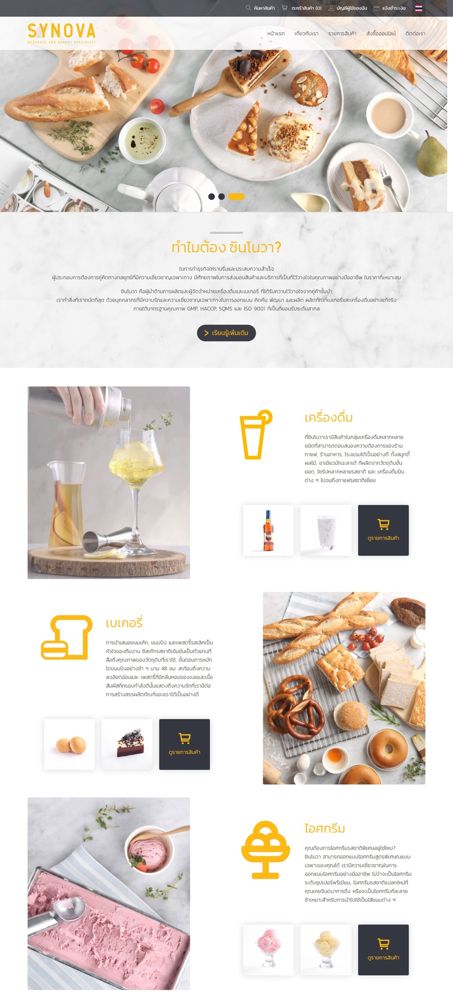 ค้นหาสินค้า
ตะกร้าสินค้า (0)
บัญชีผู้ใช้ของฉัน
แจ้งชำระเงิน
SYNOVA
BEVERAGE AND BAKERY SPECIALIST
หน้าแรก
เกี่ยวกับเรา
รายการสินค้า
สั่งซื้อออนไลน์
ติดต่อเรา
ทำไมต้อง ซินโนวา?
ในการทำธุรกิจให้ราบรื่นและประสบความสำเร็จ
ผู้ประกอบการต้องการคู่คิดทางกลยุทธ์ที่มีความเชี่ยวชาญเฉพาะทาง มีศักยภาพในการส่งมอบสินค้าและบริการที่เป็นที่ไว้วางใจในคุณภาพอย่างมืออาชีพ ในราคาที่เหมาะสม
ซินโนวา คือผู้นำด้านการผลิตและผู้จัดจำหน่ายเครื่องดื่มและเบเกอรี่ ที่ได้รับความไว้วางใจจากคู่ค้าชั้นนำ
เราทำสิ่งที่เราถนัดที่สุด ด้วยบุคคลากรที่มีความรักและความเชี่ยวชาญเฉพาะทางในการออกแบบ คิดค้น พัฒนา และผลิต ผลิตภัณฑ์เบเกอรี่และเครื่องดื่มอย่างแท้จริง
ภายใต้มาตรฐานคุณภาพ GMP, HACCP, SQMS และ ISO 9001 ที่เป็นที่ยอมรับระดับสากล
เรียนรู้เพิ่มเติม
เครื่องดื่ม
ที่ซินโนวาเรามีสินค้าในกลุ่มเครื่องดื่มหลากหลาย
ชนิดที่สามารถตอบสนองความต้องการของร้าน
กาแฟ, ร้านอาหาร, โรงแรมได้เป็นอย่างดี ทั้งสมูทตี้
ผลไม้, ชาเขียวมัทฉะลาเต้ ที่ผลิตจากวัตถุดิบชั้น
ยอด, ไซรัปหลากหลายรสชาติ และ เครื่องดื่มปั่น
ต่าง ๆ ไปจนถึงกาแฟรสชาติเยี่ยม
ดูรายการสินค้า
เบเกอรี่
การนำเสนอขนมเค้ก, ขนมปัง และเพสตรี้รสเลิศเป็น
หัวใจของทีมงาน ชีสเค้กรสชาติเข้มข้นเป็นตัวแทนที่
สื่อถึงคุณภาพของวัตถุดิบที่เราใช้, ขั้นตอนการหมัก
โดขนมปังอย่างช้า ๆ นาน 48 ชม. สะท้อนถึงความ
ละเอียดอ่อนและ เพสตรี้ที่มีกลิ่นหอมของเนยและเนื้อ
สัมผัสที่กรอบกำลังดีนั้นแสดงถึงความรักที่เรามีต่อ
การสร้างสรรผลิตภัณฑ์ของเราได้เป็นอย่างดี
ดูรายการสินค้า
ไอศกรีม
คุณต้องการไอศกรีมรสชาติพิเศษอยู่ใช่ไหม?
ซินโนวา สามารถออกแบบไอศกรีมสูตรพิเศษในแบบ
เฉพาะของคุณได้ เรามีความเชี่ยวชาญในการ
ออกแบบไอศกรีมอย่างมืออาชีพ ไม่ว่าจะเป็นไอศกรีม
ระดับซุปเปอร์พรีเมียม, ไอศกรีมรสชาติแปลกใหม่ที่
คุณเคยจินตนาการถึง หรือจะเป็นไอศกรีมที่ละลาย
ช้าเหมาะสำหรับการนำไปใช้เป็นไส้ขนมต่าง ๆ
ดูรายการสินค้า